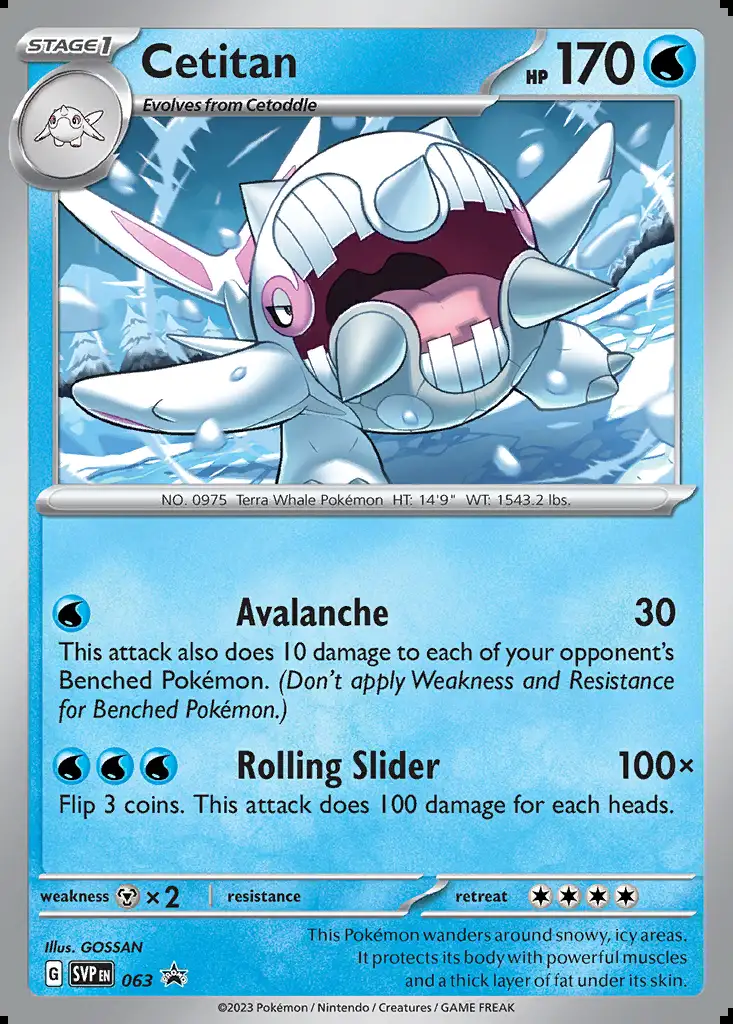 STAGE1
Cetitan
HP 170
Evolves from Cetoddle
NO. 0975 Terra Whale Pokémon HT: 14'9" WT: 1543.2 lbs.
Avalanche 30
This attack also does 10 damage to each of your opponent's
Benched Pokémon. (Don't apply Weakness and Resistance
for Benched Pokémon.)
Rolling Slider 100×
Flip 3 coins. This attack does 100 damage for each heads.
weakness ×2 resistance retreat
Illus. GOSSAN
G SVP EN 063 PROMO
This Pokémon wanders around snowy, icy areas.
It protects its body with powerful muscles
and a thick layer of fat under its skin.
©2023 Pokémon / Nintendo / Creatures / GAME FREAK